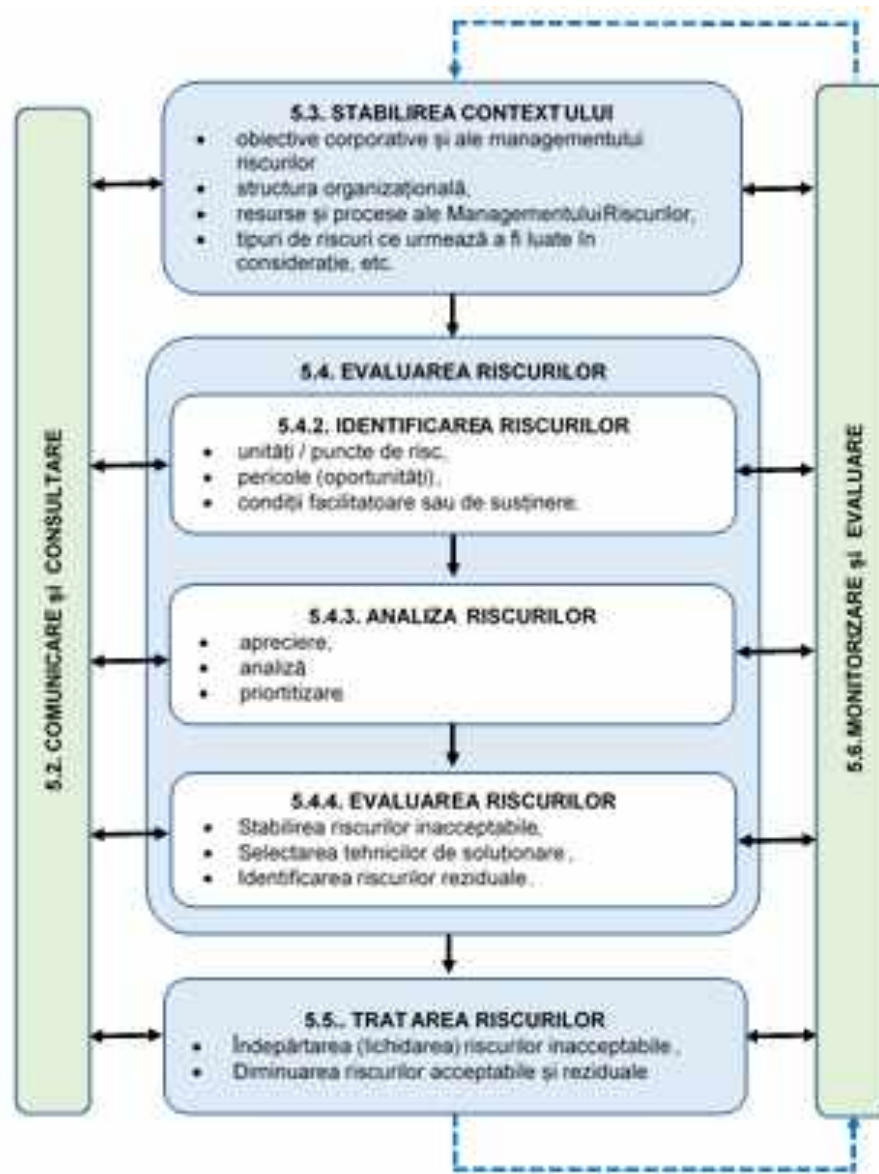 5.3. STABILIREA CONTEXTULUI
• obiective corporative și ale managementului
riscurilor
• structura organizațională,
• resurse și procese ale ManagementuluiRiscurilor,
• tipuri de riscuri ce urmează a fi luate în
considerație, etc.
5.4. EVALUAREA RISCURILOR
5.4.2. IDENTIFICAREA RISCURILOR
• unități / puncte de risc,
• pericole (oportunități),
• condiții facilitatoare sau de susținere.
5.4.3. ANALIZA RISCURILOR
• apreciere,
• analiză
• priortitizare
5.4.4. EVALUAREA RISCURILOR
• Stabilirea riscurilor inacceptabile,
• Selectarea tehnicilor de soluționare,
• Identificarea riscurilor reziduale.
5.5.. TRATAREA RISCURILOR
• Îndepărtarea (lichidarea) riscurilor inacceptabile,
• Diminuarea riscurilor acceptabile și reziduale
5.2. COMUNICARE și CONSULTARE
5.6. MONITORIZARE și EVALUARE